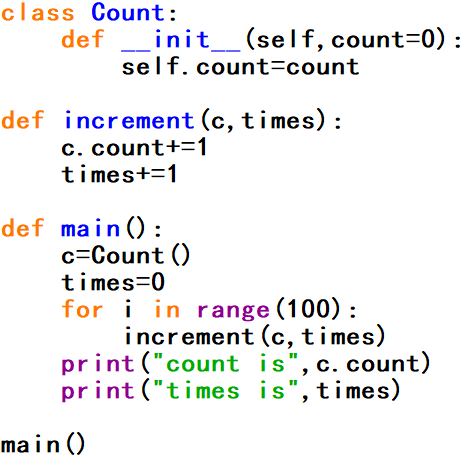 class Count:
    def __init__(self,count=0):
        self.count=count

def increment(c,times):
    c.count+=1
    times+=1

def main():
    c=Count()
    times=0
    for i in range(100):
        increment(c,times)
    print("count is",c.count)
    print("times is",times)

main()